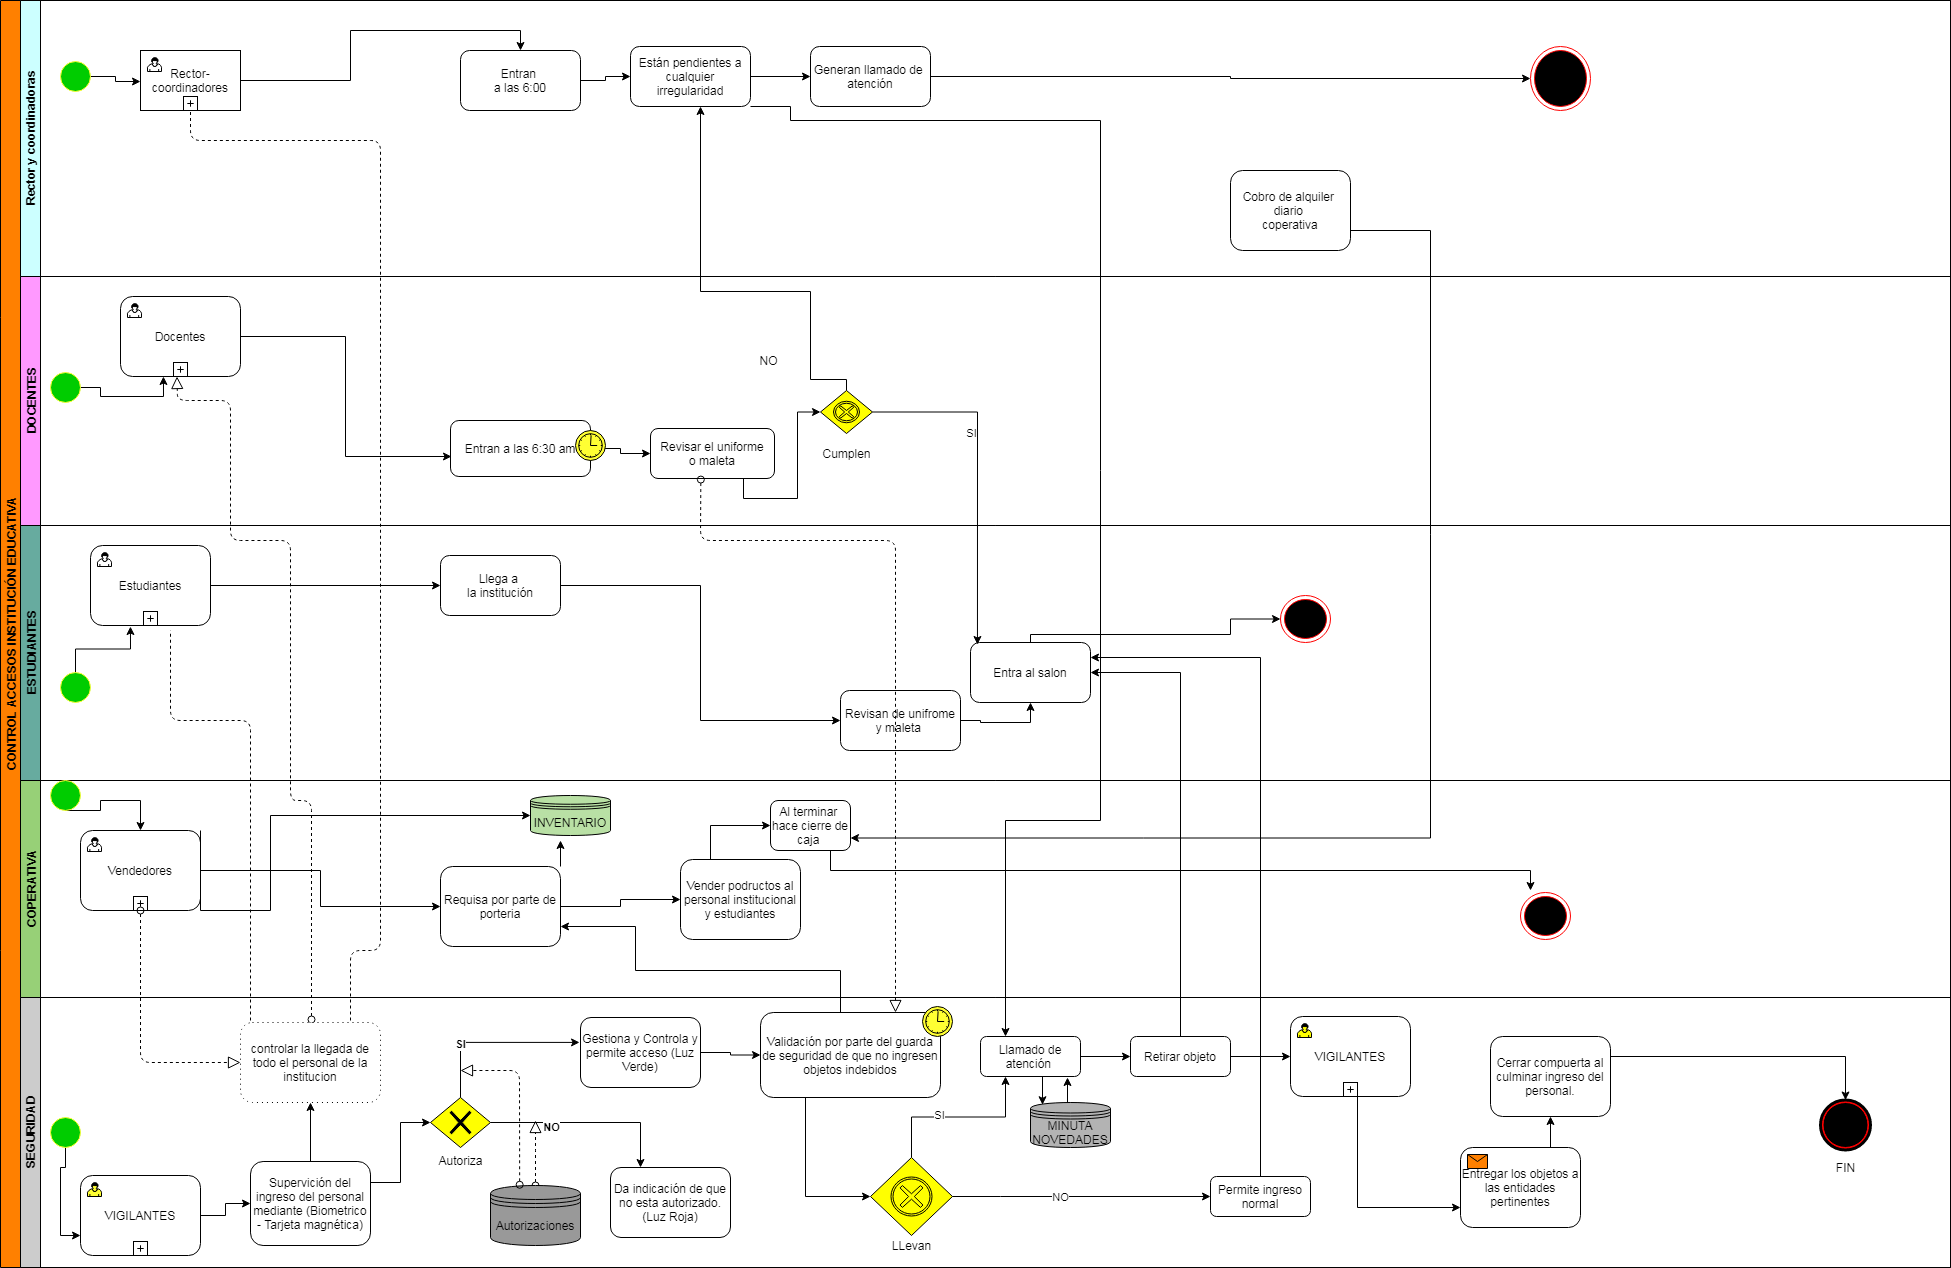 CONTROL ACCESOS INSTITUCIÓN EDUCATIVA
Rector y coordinadoras
Rector-
coordinadores
Entran
a las 6:00
Están pendientes a
cualquier
irregularidad
Generan llamado de
atención
Cobro de alquiler
diario
coperativa
DOCENTES
Docentes
Entran a las 6:30 am
Revisar el uniforme
o maleta
NO
Cumplen
SI
ESTUDIANTES
Estudiantes
Llega a
la institución
Revisan de unifrome
y maleta
Entra al salon
COPERATIVA
Vendedores
INVENTARIO
Requisa por parte de
porteria
Vender podructos al
personal institucional
y estudiantes
Al terminar
hace cierre de
caja
SEGURIDAD
controlar la llegada de
todo el personal de la
institucion
VIGILANTES
Supervición del
ingreso del personal
mediante (Biometrico
- Tarjeta magnética)
SI
Autoriza
NO
Gestiona y Controla y
permite acceso (Luz
Verde)
Autorizaciones
Da indicación de que
no esta autorizado.
(Luz Roja)
Validación por parte del guarda
de seguridad de que no ingresen
objetos indebidos
SI
LLevan
NO
Llamado de
atención
MINUTA
NOVEDADES
Retirar objeto
Permite ingreso
normal
VIGILANTES
Cerrar compuerta al
culminar ingreso del
personal.
Entregar los objetos a
las entidades
pertinentes
FIN